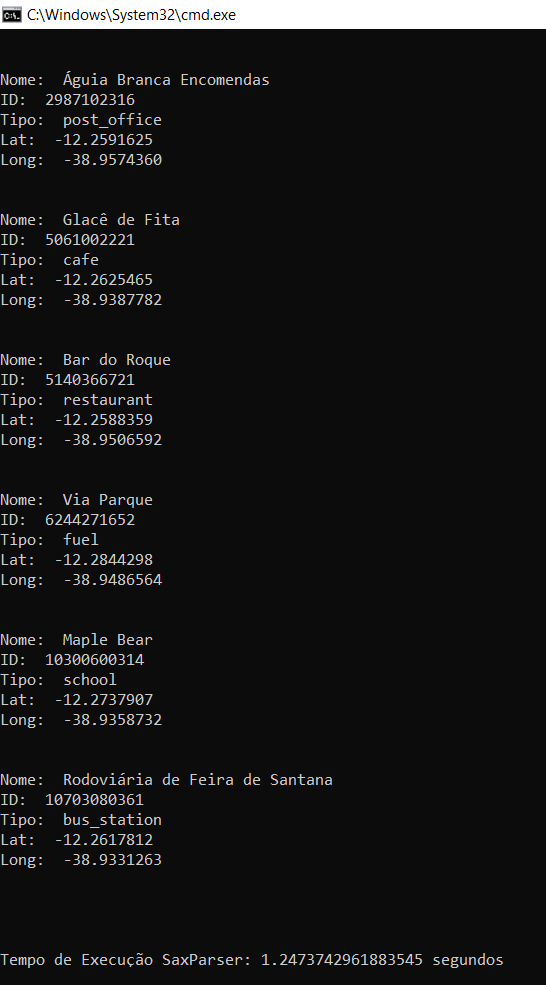 C:\Windows\System32\cmd.exe
Nome:  Águia Branca Encomendas
ID:  2987102316
Tipo:  post_office
Lat:  -12.2591625
Long:  -38.9574360
Nome:  Glacê de Fita
ID:  5061002221
Tipo:  cafe
Lat:  -12.2625465
Long:  -38.9387782
Nome:  Bar do Roque
ID:  5140366721
Tipo:  restaurant
Lat:  -12.2588359
Long:  -38.9506592
Nome:  Via Parque
ID:  6244271652
Tipo:  fuel
Lat:  -12.2844298
Long:  -38.9486564
Nome:  Maple Bear
ID:  10300600314
Tipo:  school
Lat:  -12.2737907
Long:  -38.9358732
Nome:  Rodoviária de Feira de Santana
ID:  10703080361
Tipo:  bus_station
Lat:  -12.2617812
Long:  -38.9331263
Tempo de Execução SaxParser: 1.2473742961883545 segundos